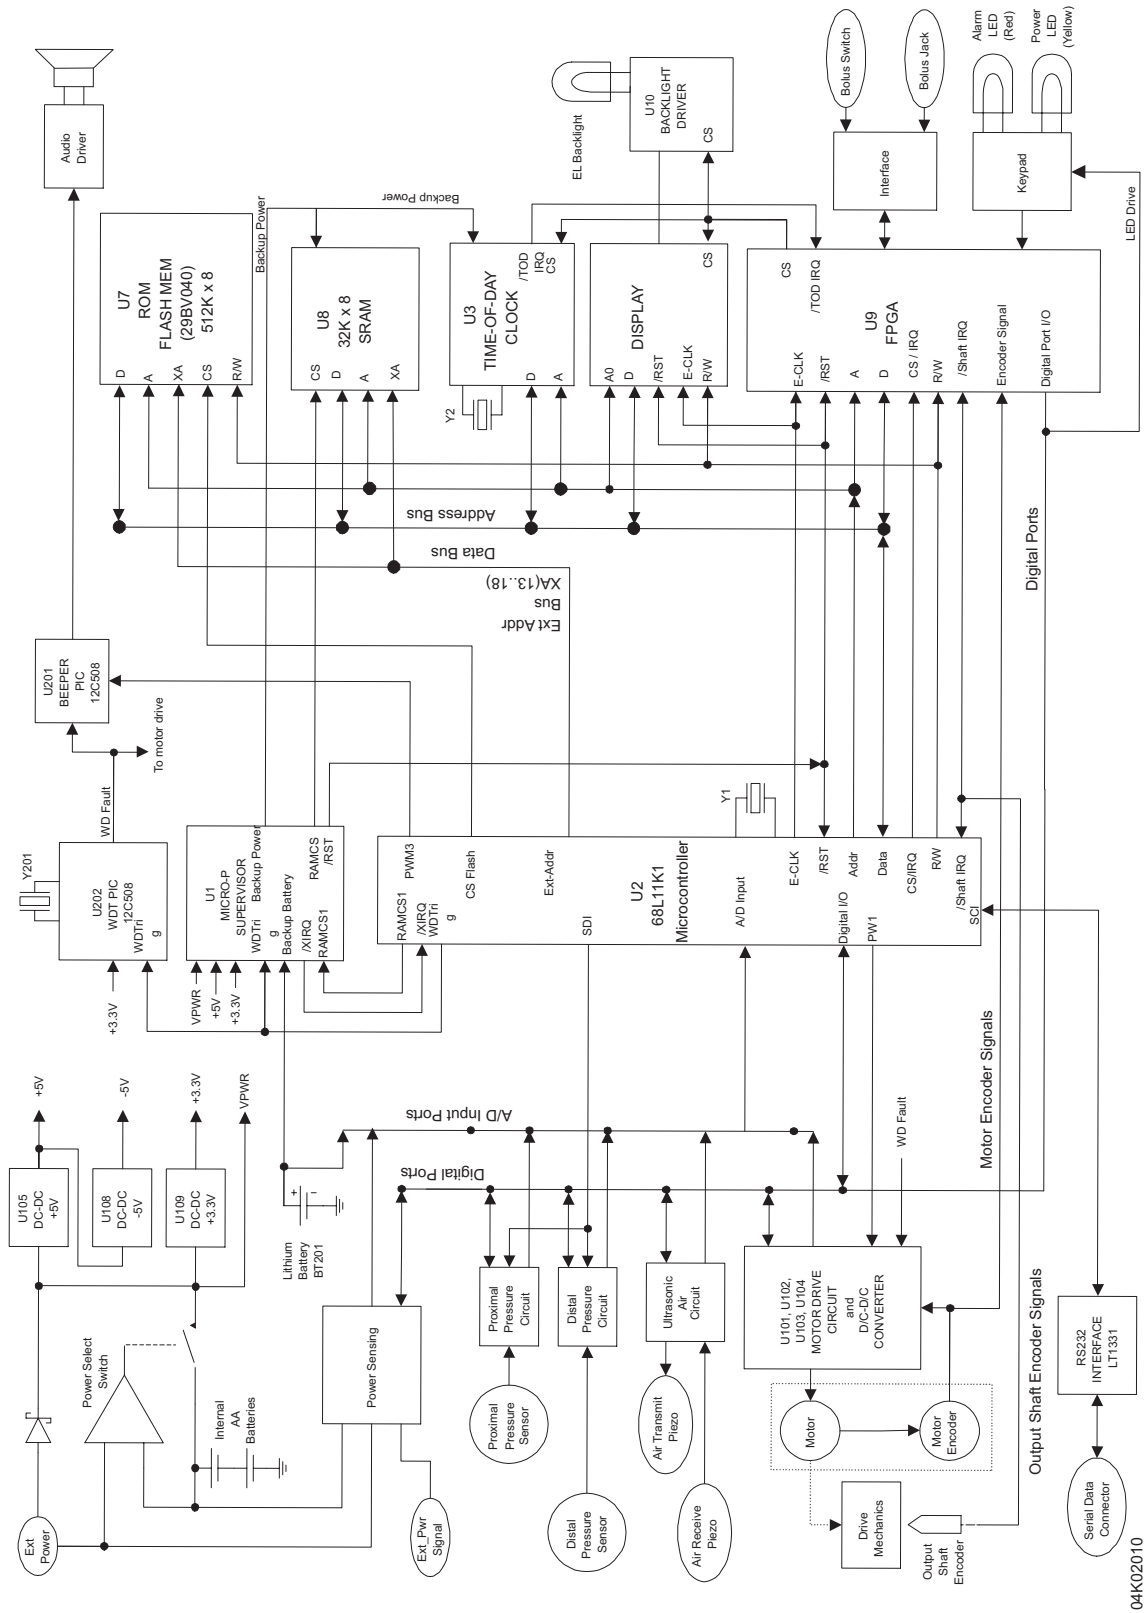 Audio
Driver
U7
ROM
FLASH MEM
(29BV040)
512K x 8
D
A
XA
CS
R/W
Backup Power
U8
32K x 8
SRAM
CS
D
A
XA
Backup Power
U3
TIME-OF-DAY
CLOCK
/TOD
IRQ
CS
D
A
Y2
EL Backlight
U10
BACKLIGHT
DRIVER
CS
DISPLAY
CS
A0
D
/RST
E-CLK
R/W
Bolus Switch
Bolus Jack
Interface
Alarm
LED
(Red)
Power
LED
(Yellow)
Keypad
LED Drive
U9
FPGA
CS
/TOD IRQ
E-CLK
/RST
A
D
CS / IRQ
R/W
/Shaft IRQ
Encoder Signal
Digital Port I/O
Address Bus
Data Bus
Ext Addr
Bus
XA(13..18)
Digital Ports
U201
BEEPER
PIC
12C508
To motor drive
WD Fault
Y201
U202
WDT PIC
12C508
WDTri
g
+3.3V
U1
MICRO-P
SUPERVISOR
WDTri
g
Backup Power
Backup Battery
/XIRQ
RAMCS1
RAMCS
/RST
VPWR
+5V
+3.3V
Y1
U2
68L11K1
Microcontroller
RAMCS1
/XIRQ
WDTri
g
PWM3
CS Flash
Ext-Addr
SDI
A/D Input
E-CLK
/RST
Addr
Data
CS/IRQ
R/W
/Shaft IRQ
SCI
Digital I/O
PW1
+5V
-5V
+3.3V
VPWR
U105
DC-DC
+5V
U108
DC-DC
-5V
U109
DC-DC
+3.3V
Lithium
Battery
BT201
A/D Input Ports
Digital Ports
WD Fault
Motor Encoder Signals
Power Select
Switch
Internal
AA
Batteries
Ext
Power
Power Sensing
Ext_Pwr
Signal
Proximal
Pressure
Circuit
Proximal
Pressure
Sensor
Distal
Pressure
Circuit
Distal
Pressure
Sensor
Ultrasonic
Air
Circuit
Air Transmit
Piezo
Air Receive
Piezo
U101, U102,
U103, U104
MOTOR DRIVE
CIRCUIT
and
D/C-D/C
CONVERTER
Motor
Motor
Encoder
Drive
Mechanics
Output
Shaft
Encoder
Output Shaft Encoder Signals
RS232
INTERFACE
LT1331
Serial Data
Connector
04K02010